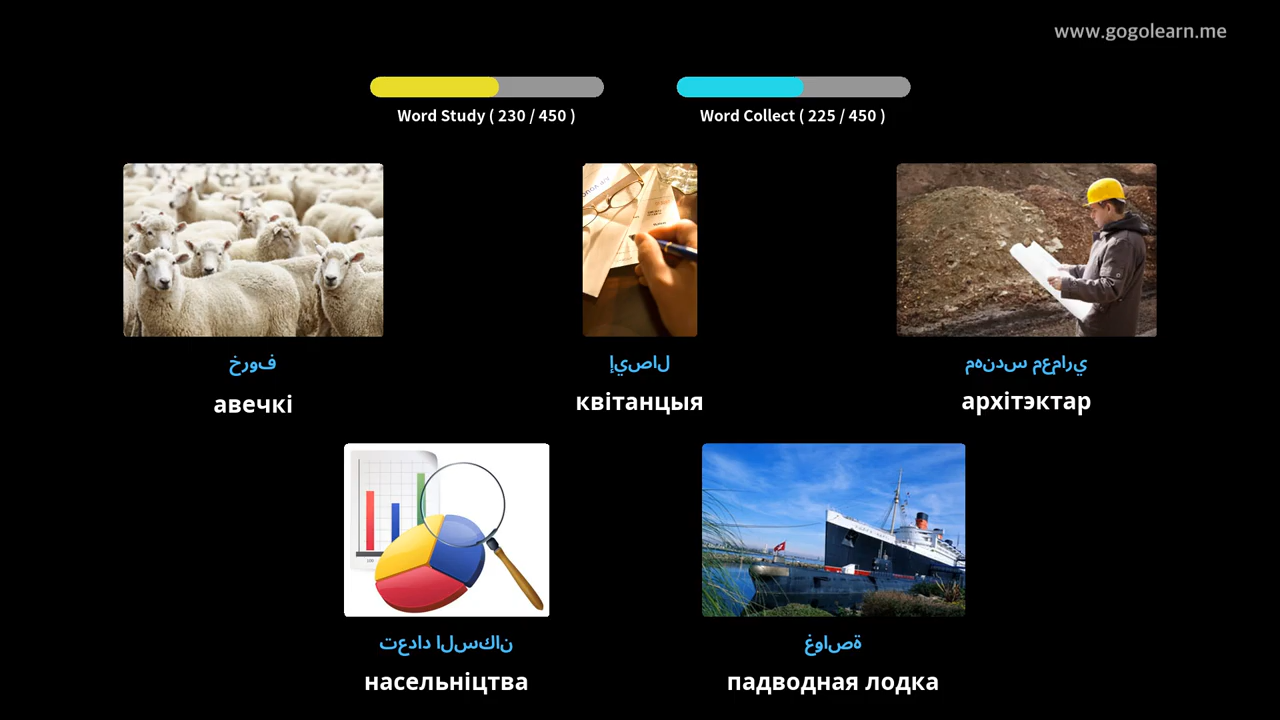 www.gogolearn.me
Word Study ( 230 / 450 )
Word Collect ( 225 / 450 )
خروف
авечкі
إيصال
квітанцыя
مهندس معماري
архітэктар
تعداد السكان
насельніцтва
غواصة
падводная лодка